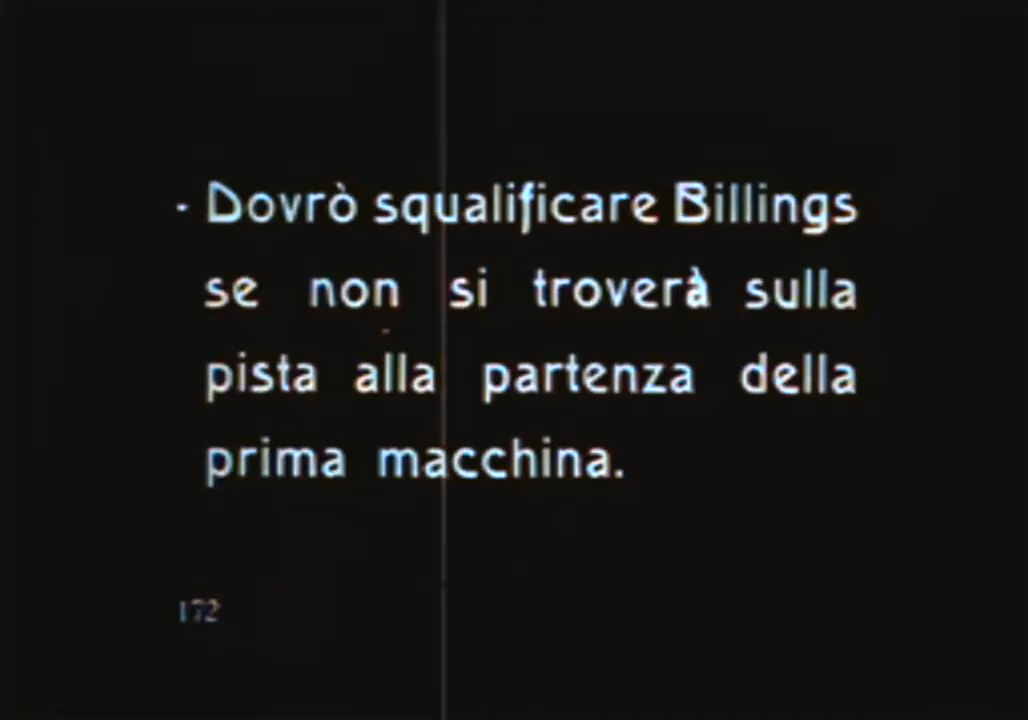 - Dovrò squalificare Billings
se non si troverà sulla
pista alla partenza della
prima macchina.
172